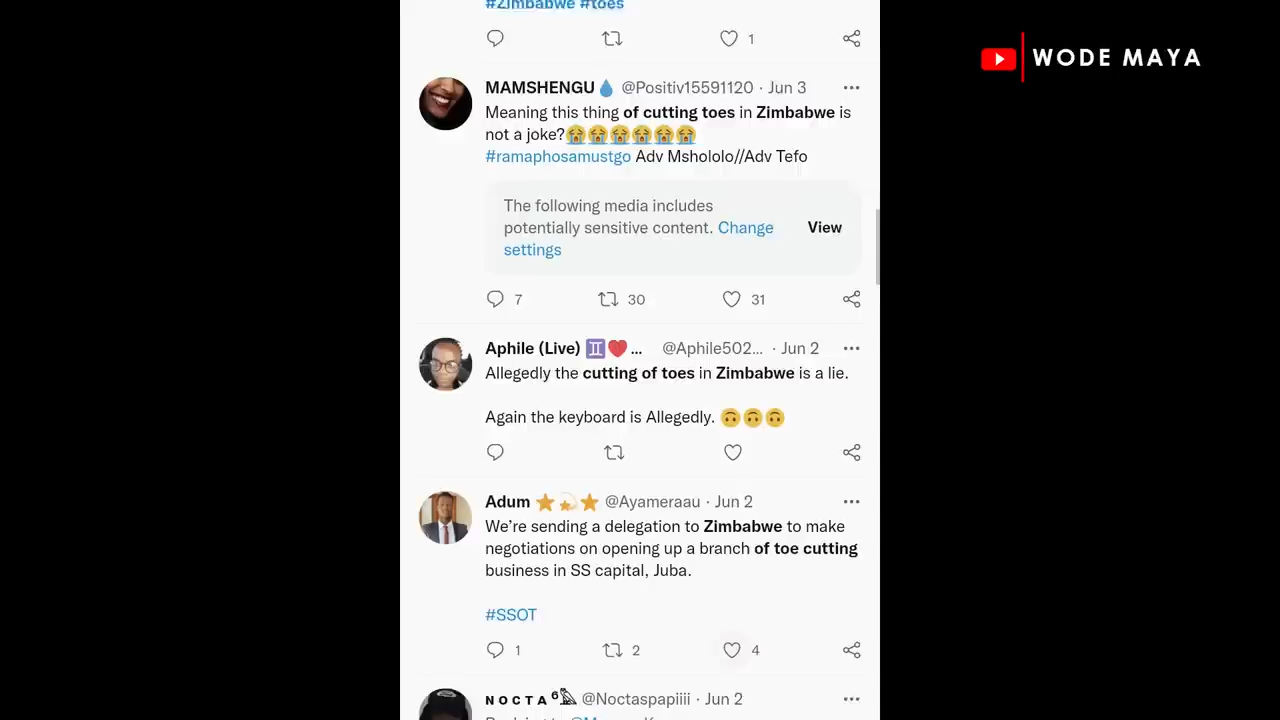 #Zimbabwe #toes
1
WODE MAYA
MAMSHENGU💧 @Positiv15591120 · Jun 3
Meaning this thing of cutting toes in Zimbabwe is
not a joke?😭😭😭😭😭😭
#ramaphosamustgo Adv Mshololo//Adv Tefo
The following media includes
potentially sensitive content. Change
settings
View
7 30 31
Aphile (Live) ♊❤️... @Aphile502... · Jun 2
Allegedly the cutting of toes in Zimbabwe is a lie.
Again the keyboard is Allegedly. 🙃🙃🙃
Adum ⭐💫⭐ @Ayameraau · Jun 2
We’re sending a delegation to Zimbabwe to make
negotiations on opening up a branch of toe cutting
business in SS capital, Juba.
#SSOT
1 2 4
ɴᴏᴄᴛᴀ⁶ @Noctaspapiiii · Jun 2